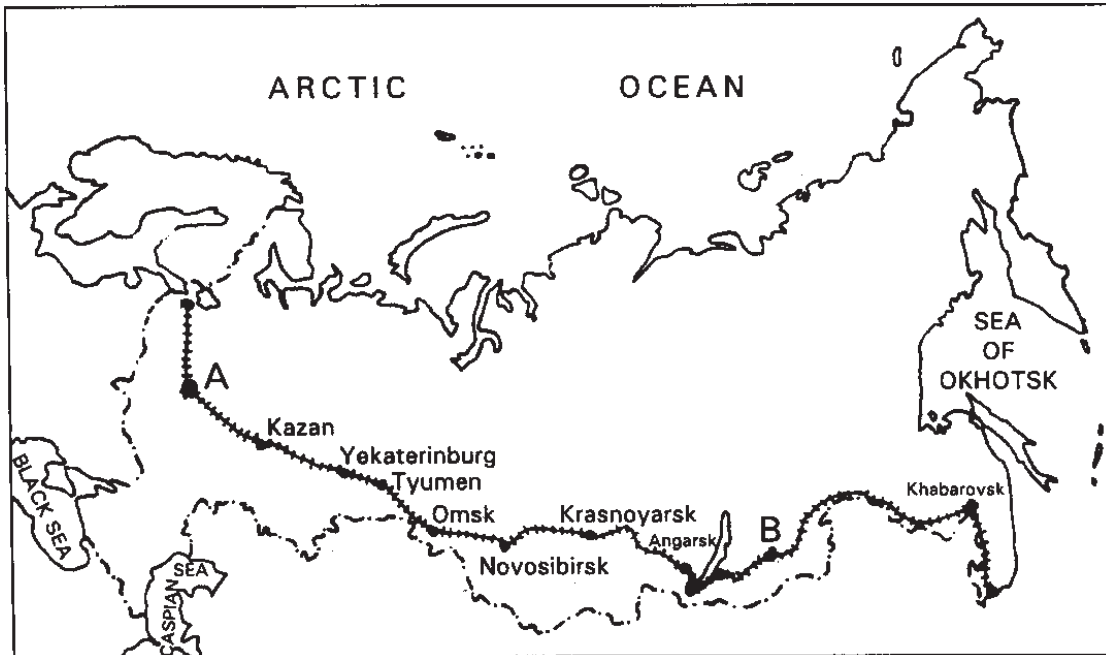 ARCTIC OCEAN
SEA
OF
OKHOTSK
A
Kazan
Yekaterinburg
Tyumen
BLACK SEA
Khabarovsk
Omsk
Krasnoyarsk
B
Angarsk
Novosibirsk
SEA
CASPIAN